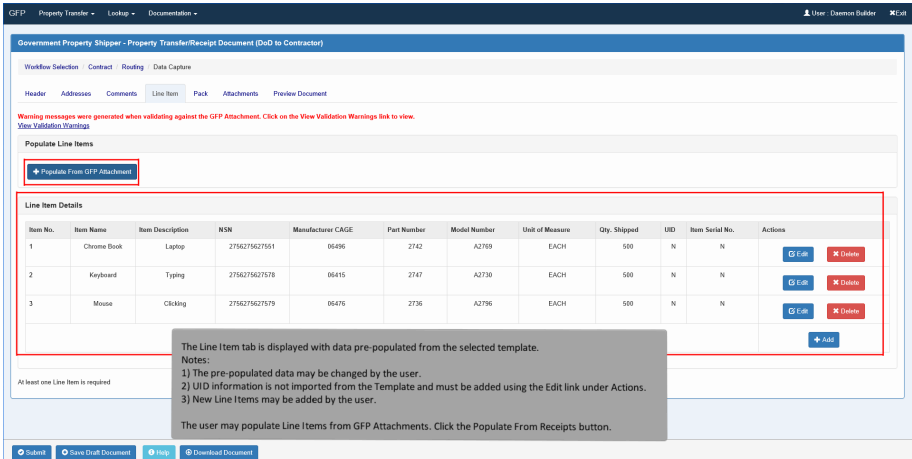 GFP Property Transfer Lookup Documentation User : Daemon Builder Exit
Government Property Shipper - Property Transfer/Receipt Document (DoD to Contractor)
Workflow Selection / Contract / Routing / Data Capture
Header Addresses Comments Line Item Pack Attachments Preview Document
Warning messages were generated when validating against the GFP Attachment. Click on the View Validation Warnings link to view.
View Validation Warnings
Populate Line Items
Populate From GFP Attachment
Line Item Details
Item No. Item Name Item Description NSN Manufacturer CAGE Part Number Model Number Unit of Measure Qty. Shipped UID Item Serial No. Actions
1 Chrome Book Laptop 2756275627551 06496 2742 A2769 EACH 500 N N Edit Delete
2 Keyboard Typing 2756275627578 06415 2747 A2730 EACH 500 N N Edit Delete
3 Mouse Clicking 2756275627579 06476 2736 A2796 EACH 500 N N Edit Delete
Add
The Line Item tab is displayed with data pre-populated from the selected template.
Notes:
1) The pre-populated data may be changed by the user.
2) UID information is not imported from the Template and must be added using the Edit link under Actions.
3) New Line Items may be added by the user.
The user may populate Line Items from GFP Attachments. Click the Populate From Receipts button.
At least one Line Item is required
Submit Save Draft Document Help Download Document